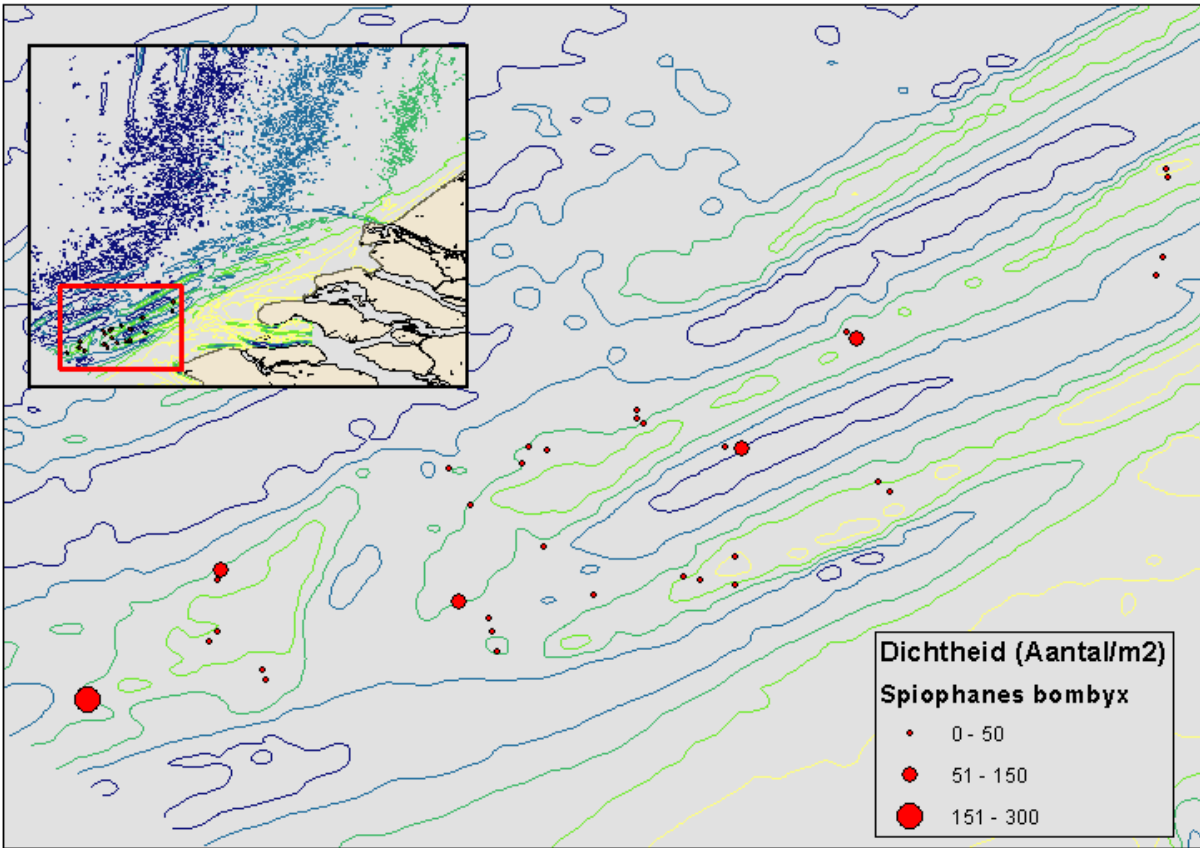 Dichtheid (Aantal/m2)
Spiophanes bombyx
0 - 50
51 - 150
151 - 300